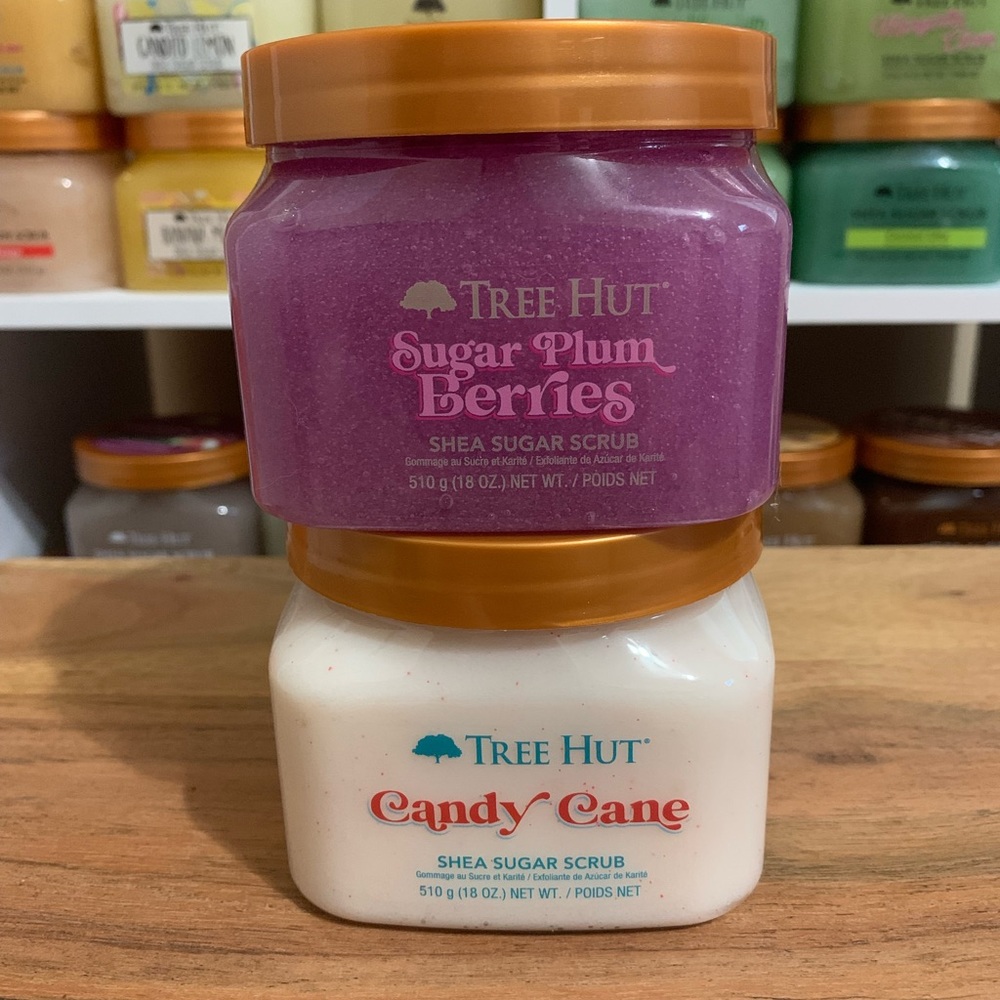 TREE HUT
Sugar Plum
Berries
SHEA SUGAR SCRUB
Gommage au Sucre et Karité / Exfoliante de Azúcar de Karité
510 g (18 OZ.) NET WT. / POIDS NET
TREE HUT®
Candy Cane
SHEA SUGAR SCRUB
Gommage au Sucre et Karité / Exfoliante de Azúcar de Karité
510 g (18 OZ.) NET WT. / POIDS NET
TREE HUT